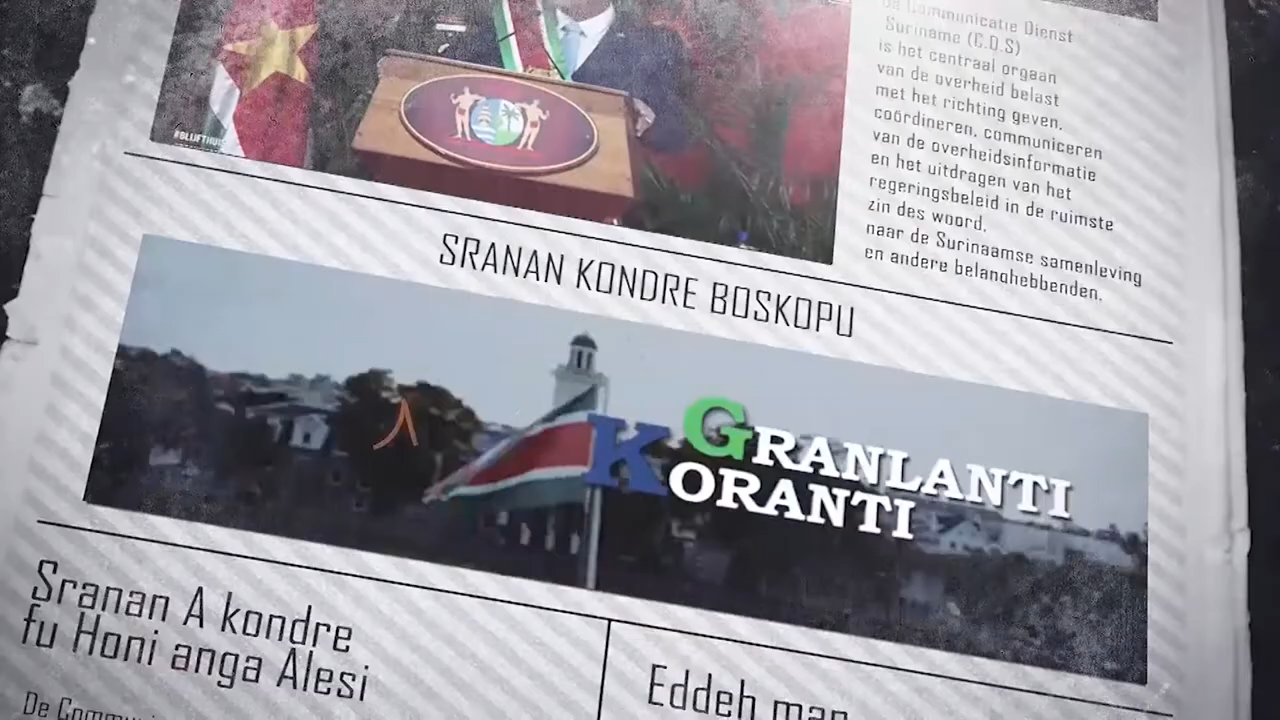 De Communicatie Dienst
Suriname (C.D.S)
is het centraal orgaan
van de overheid belast
met het richting geven,
coördineren, communiceren
van de overheidsinformatie
en het uitdragen van het
regeringsbeleid in de ruimste
zin des woord,
naar de Surinaamse samenleving
en andere belanghebbenden.
SRANAN KONDRE BOSKOPU
GRANLANTI
KORANTI
Sranan A kondre
fu Honi anga Alesi
Eddeh man
De